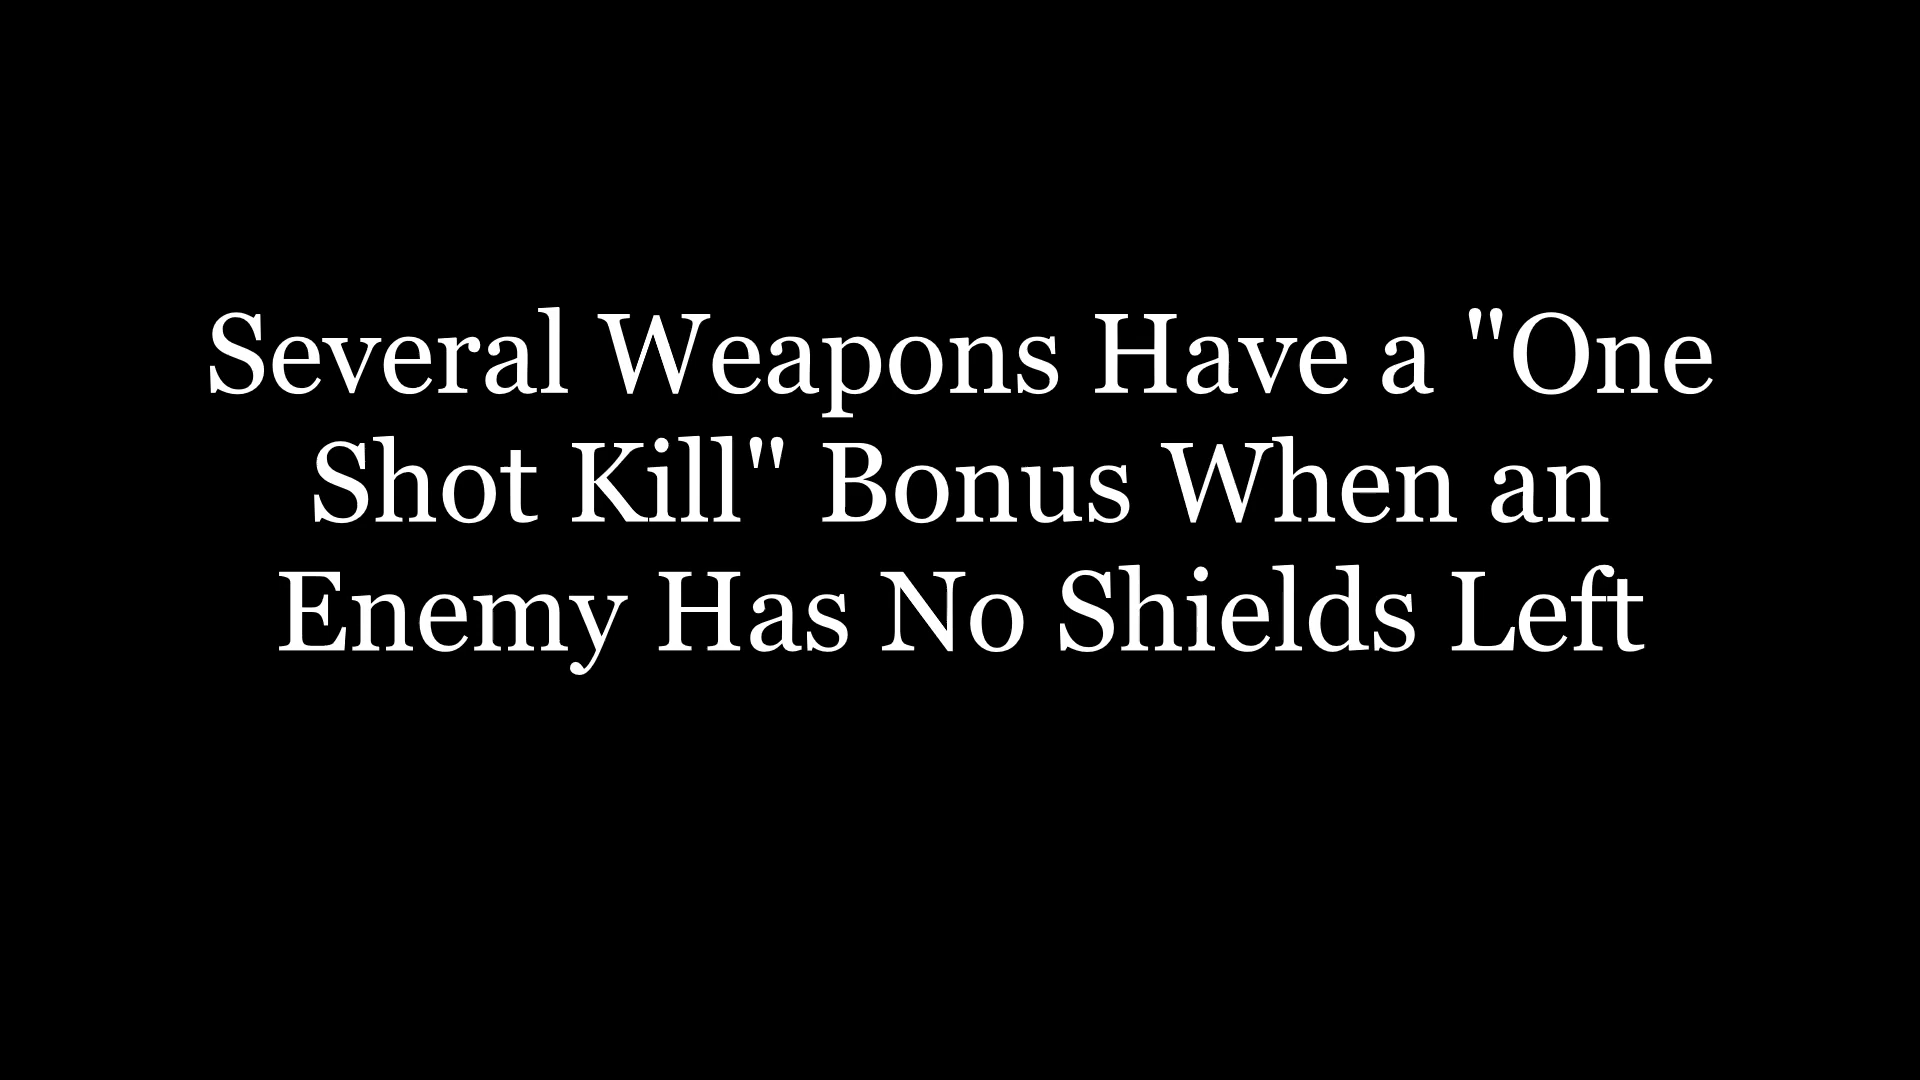 Several Weapons Have a "One
Shot Kill" Bonus When an
Enemy Has No Shields Left